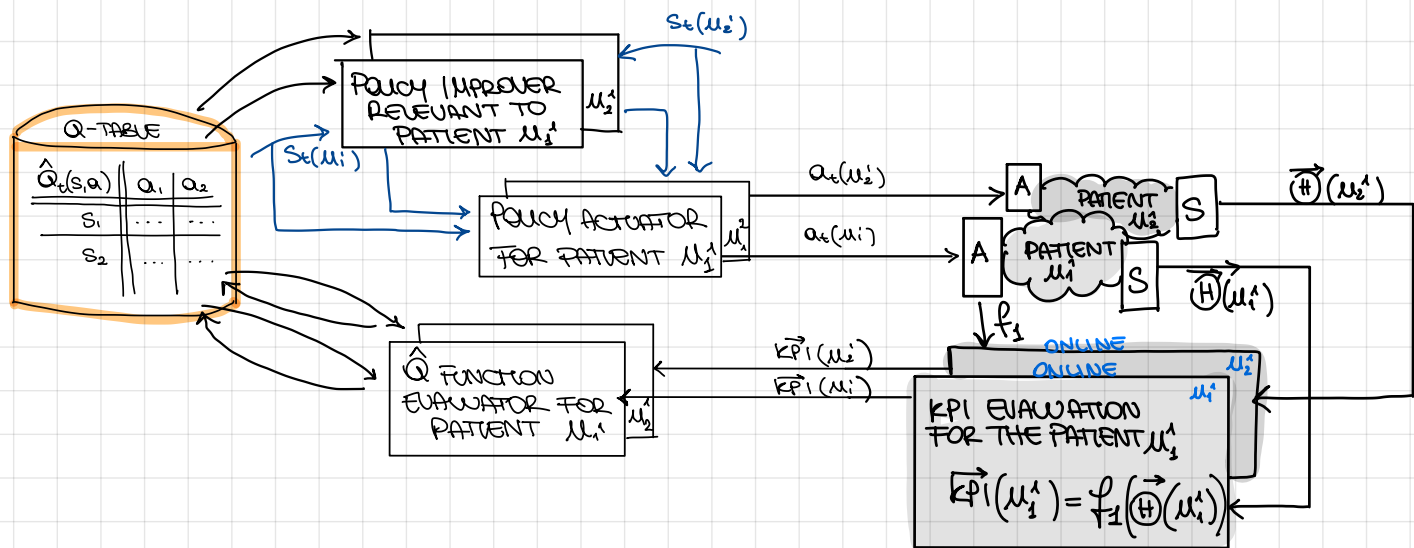 St(μ₂¹)
POLICY IMPROVER
RELEVANT TO
PATIENT μ₁¹
μ₂¹
Q-TABLE
St(μi)
Q̂t(s,a) a₁ a₂
S₁ ... ...
S₂ ... ...
POLICY ACTUATOR
FOR PATIENT μ₁¹
μ₁²
at(μ₂¹)
at(μi)
A
PATIENT
μ₂¹
S
H⃗(μ₂¹)
A
PATIENT
μ₁¹
S
H⃗(μ₁¹)
f₁
Q̂ FUNCTION
EVALUATOR FOR
PATIENT μ₁¹
μ₂¹
KPI⃗(μ₂¹)
KPI⃗(μi)
ONLINE
μ₂¹
ONLINE
μ₁¹
KPI EVALUATION
FOR THE PATIENT μ₁¹
KPI⃗(μ₁¹) = f₁(H⃗(μ₁¹))